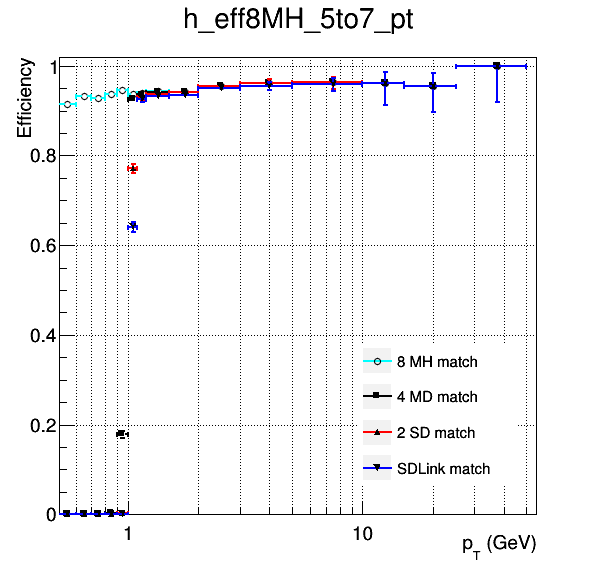 h_eff8MH_5to7_pt
Efficiency
1
0.8
0.6
0.4
0.2
0
8 MH match
4 MD match
2 SD match
SDLink match
1
10
p_T (GeV)